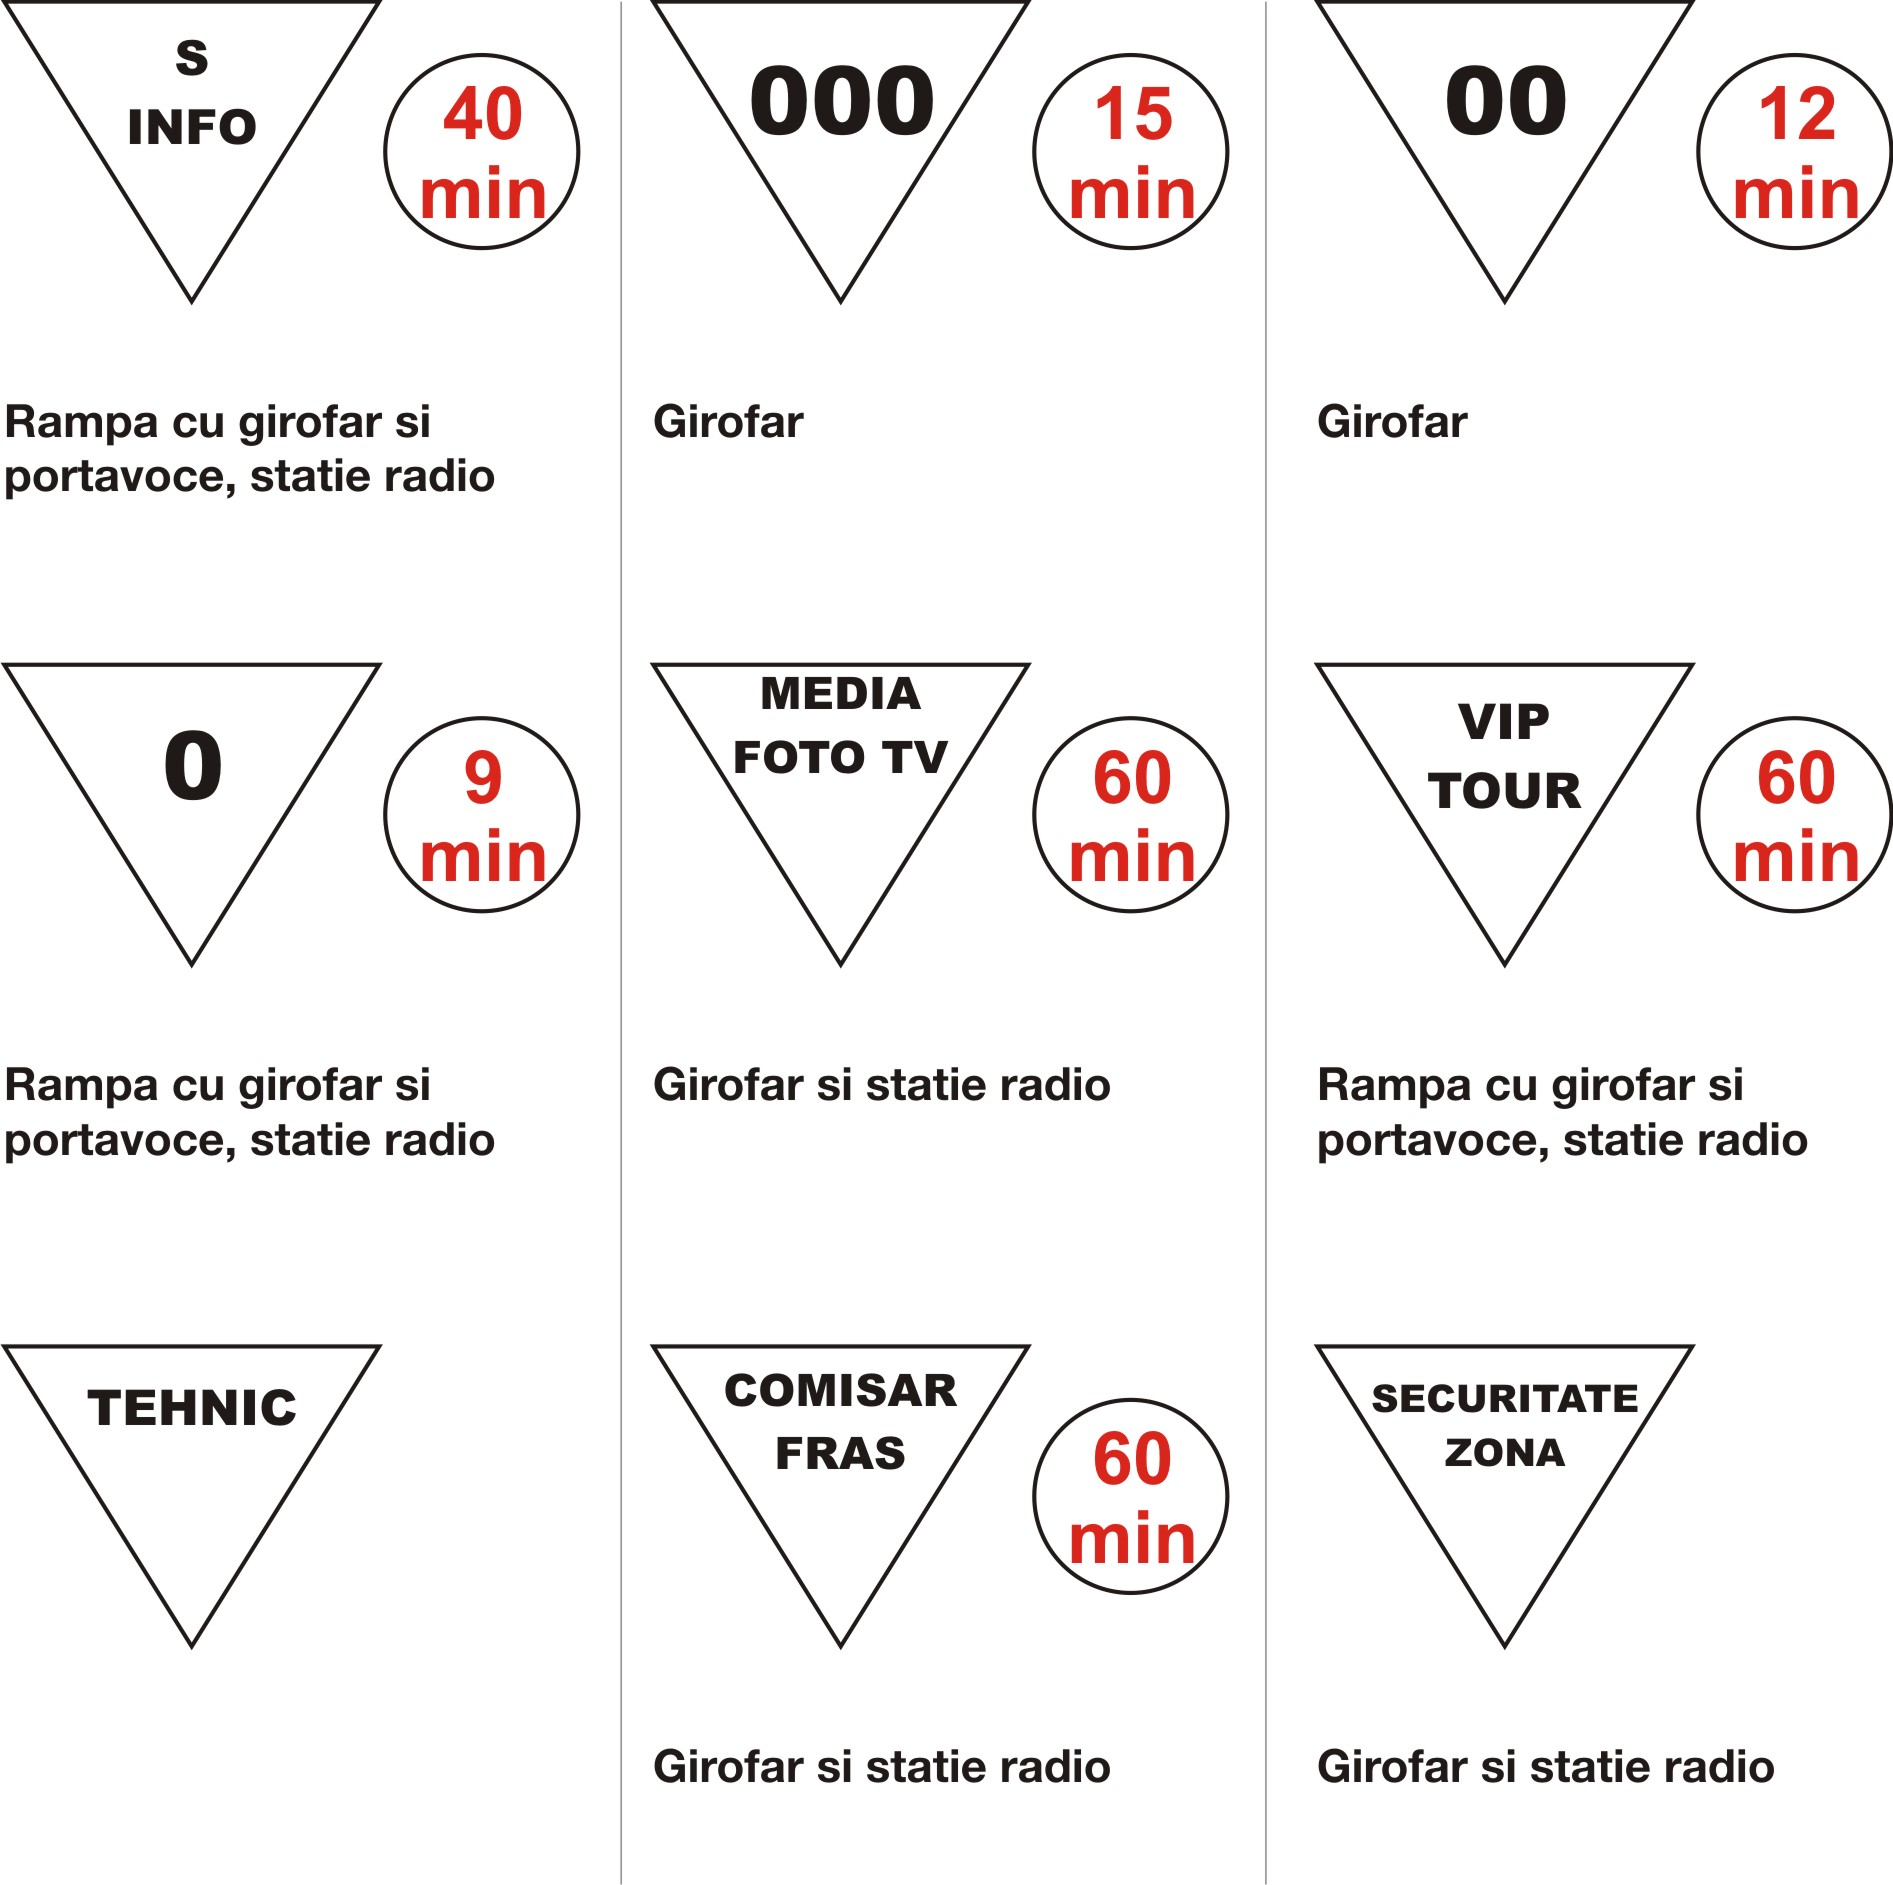 S
INFO
40
min
Rampa cu girofar si
portavoce, statie radio
000
15
min
Girofar
00
12
min
Girofar
0
9
min
Rampa cu girofar si
portavoce, statie radio
MEDIA
FOTO TV
60
min
Girofar si statie radio
VIP
TOUR
60
min
Rampa cu girofar si
portavoce, statie radio
TEHNIC
COMISAR
FRAS
60
min
Girofar si statie radio
SECURITATE
ZONA
Girofar si statie radio